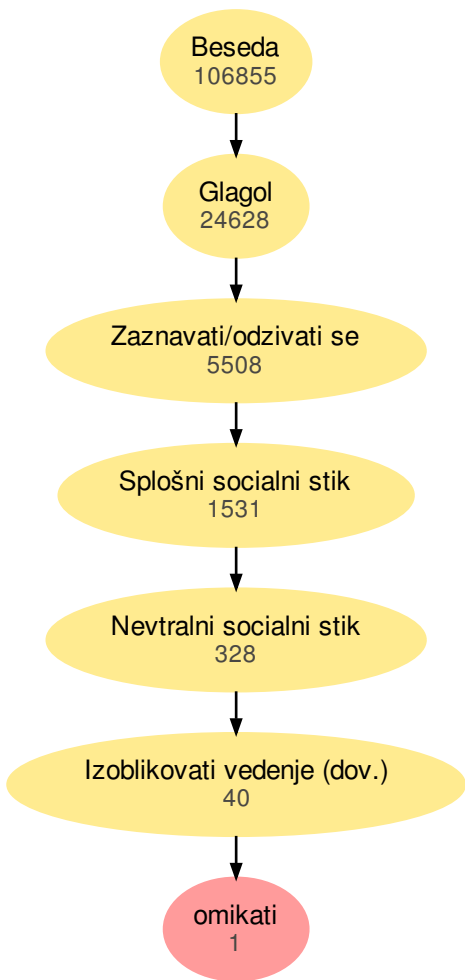 Beseda
106855
Glagol
24628
Zaznavati/odzivati se
5508
Splošni socialni stik
1531
Nevtralni socialni stik
328
Izoblikovati vedenje (dov.)
40
omikati
1